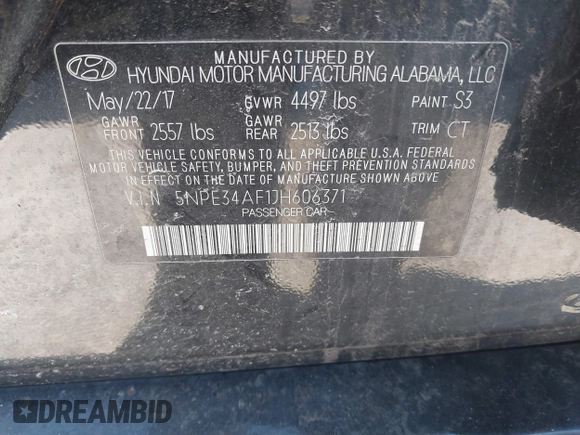 MANUFACTURED BY
HYUNDAI MOTOR MANUFACTURING ALABAMA, LLC
May/22/17 GVWR 4497 lbs PAINT S3
GAWR FRONT 2557 lbs GAWR REAR 2513 lbs TRIM CT
THIS VEHICLE CONFORMS TO ALL APPLICABLE U.S.A. FEDERAL
MOTOR VEHICLE SAFETY, BUMPER, AND THEFT PREVENTION STANDARDS
IN EFFECT ON THE DATE OF MANUFACTURE SHOWN ABOVE.
V.I.N 5NPE34AF1JH606371
PASSENGER CAR
DREAMBID